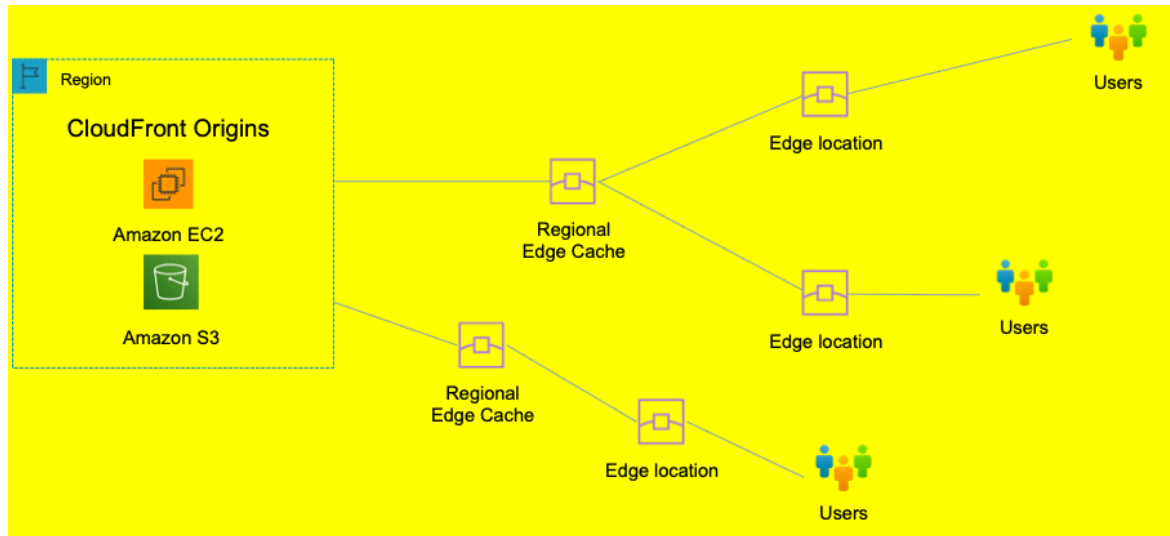 Region
CloudFront Origins
Amazon EC2
Amazon S3
Regional
Edge Cache
Regional
Edge Cache
Edge location
Edge location
Edge location
Users
Users
Users